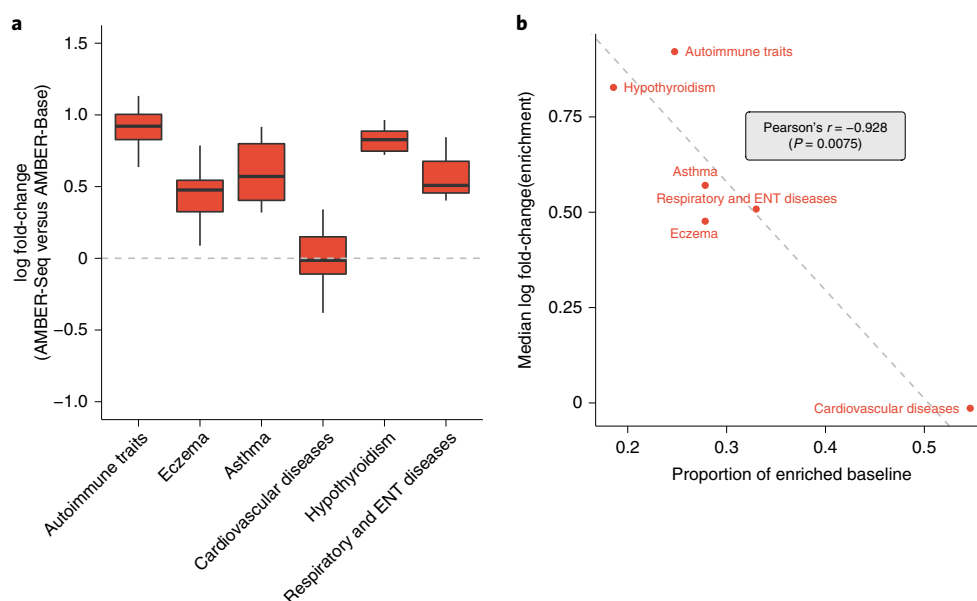 a
log fold-change
(AMBER-Seq versus AMBER-Base)
1.5
1.0
0.5
0
−0.5
−1.0
Autoimmune traits
Eczema
Asthma
Cardiovascular diseases
Hypothyroidism
Respiratory and ENT diseases
b
Median log fold-change(enrichment)
0.75
0.50
0.25
0
Autoimmune traits
Hypothyroidism
Pearson's r = −0.928
(P = 0.0075)
Asthma
Respiratory and ENT diseases
Eczema
Cardiovascular diseases
0.2 0.3 0.4 0.5
Proportion of enriched baseline